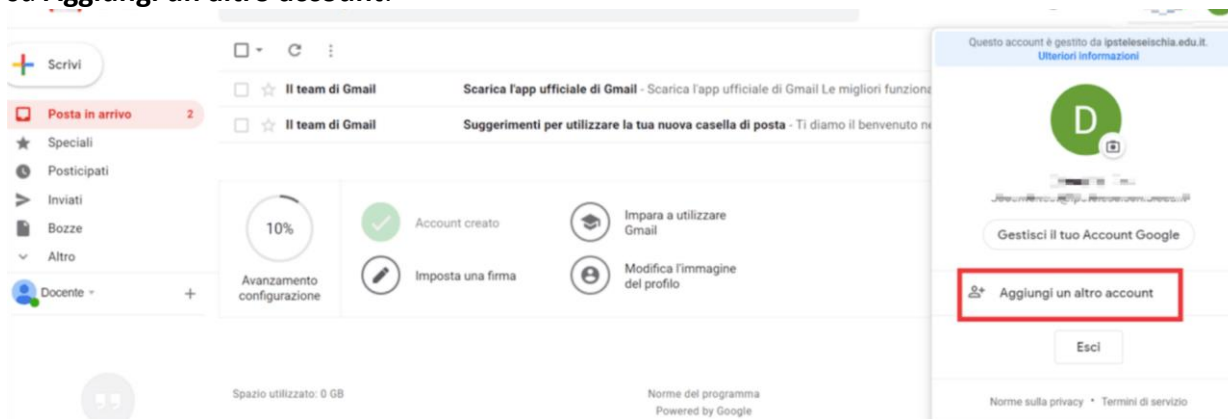 su Aggiungi un altro account.
Scrivi
Posta in arrivo 2
Speciali
Posticipati
Inviati
Bozze
Altro
Docente
Il team di Gmail Scarica l'app ufficiale di Gmail - Scarica l'app ufficiale di Gmail Le migliori funziona
Il team di Gmail Suggerimenti per utilizzare la tua nuova casella di posta - Ti diamo il benvenuto ne
10%
Avanzamento
configurazione
Account creato
Imposta una firma
Impara a utilizzare
Gmail
Modifica l'immagine
del profilo
Spazio utilizzato: 0 GB
Norme del programma
Powered by Google
Questo account è gestito da ipsteleseischia.edu.it.
Ulteriori informazioni
D
Gestisci il tuo Account Google
Aggiungi un altro account
Esci
Norme sulla privacy • Termini di servizio